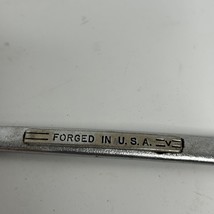 FORGED IN U.S.A. =V=